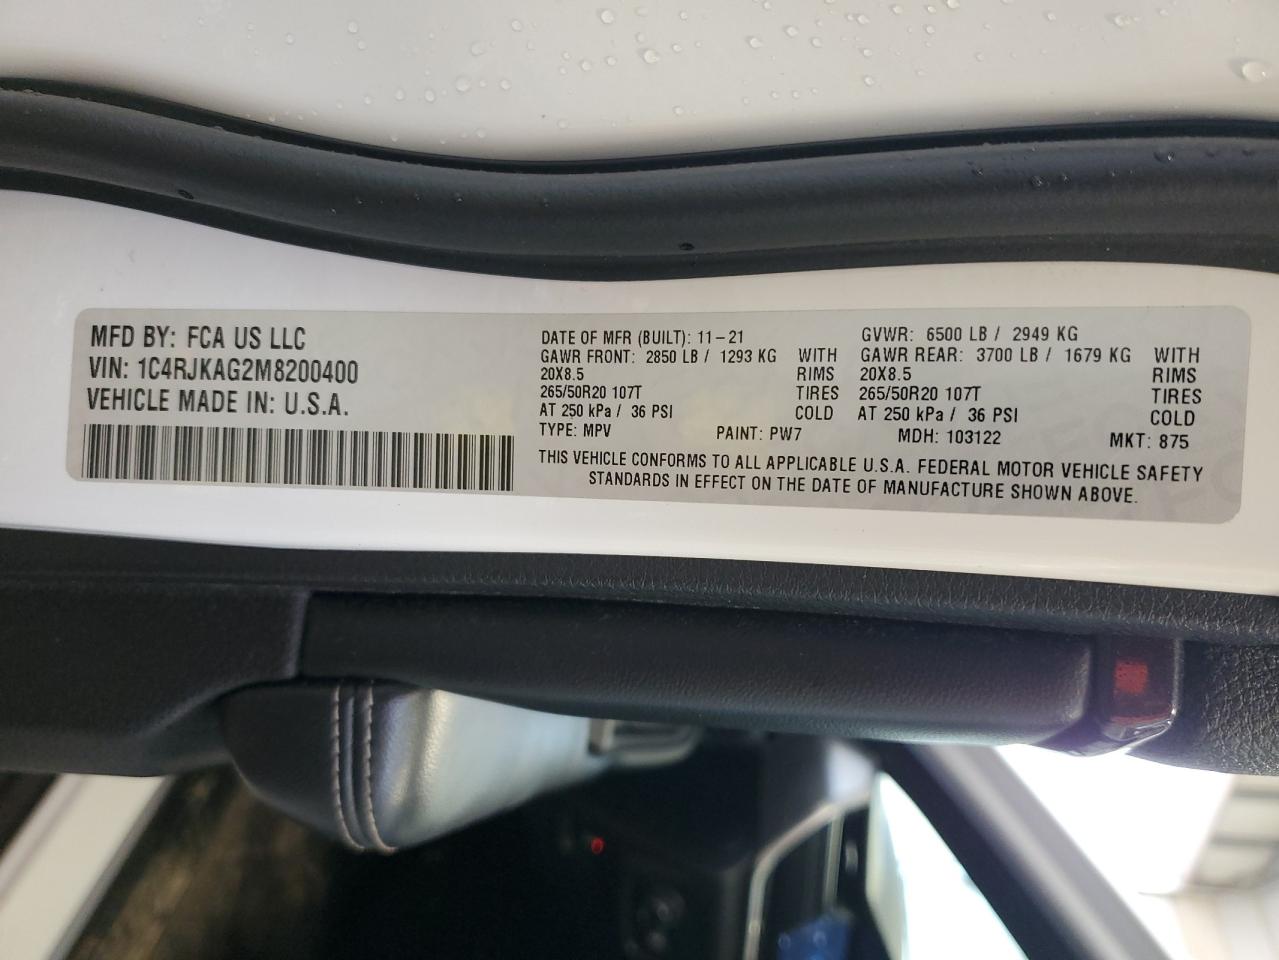 MFD BY: FCA US LLC
VIN: 1C4RJKAG2M8200400
VEHICLE MADE IN: U.S.A.
DATE OF MFR (BUILT): 11-21 GVWR: 6500 LB / 2949 KG
GAWR FRONT: 2850 LB / 1293 KG WITH GAWR REAR: 3700 LB / 1679 KG WITH
20X8.5 RIMS 20X8.5 RIMS
265/50R20 107T TIRES 265/50R20 107T TIRES
AT 250 kPa / 36 PSI COLD AT 250 kPa / 36 PSI COLD
TYPE: MPV PAINT: PW7 MDH: 103122 MKT: 875
THIS VEHICLE CONFORMS TO ALL APPLICABLE U.S.A. FEDERAL MOTOR VEHICLE SAFETY
STANDARDS IN EFFECT ON THE DATE OF MANUFACTURE SHOWN ABOVE.